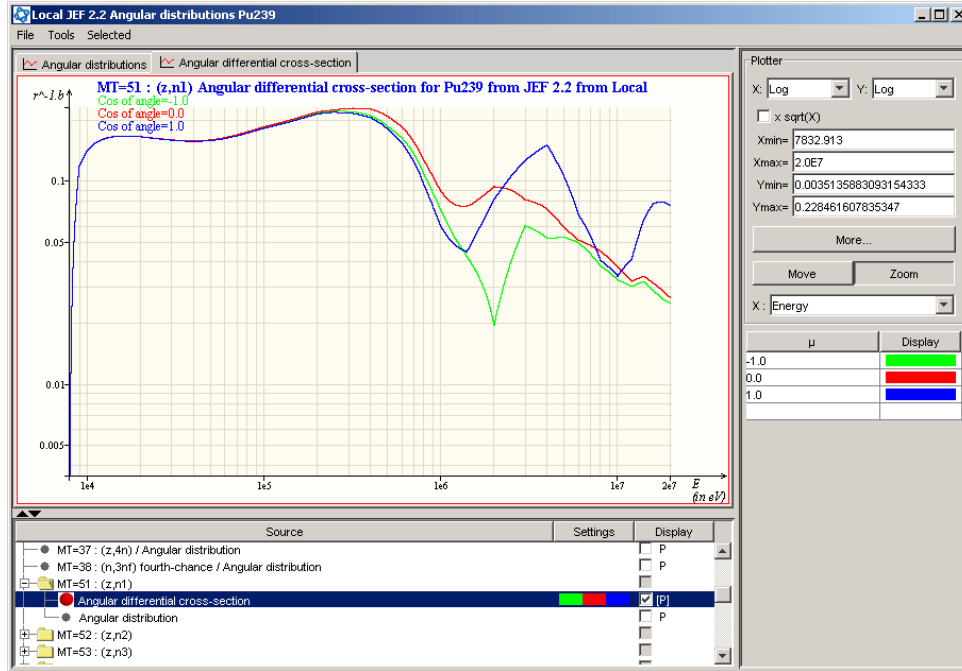 Local JEF 2.2 Angular distributions Pu239
File Tools Selected
Angular distributions Angular differential cross-section
MT=51 : (z,n1) Angular differential cross-section for Pu239 from JEF 2.2 from Local
r^-1.b
Cos of angle=-1.0
Cos of angle=0.0
Cos of angle=1.0
0.1
0.05
0.01
0.005
1e4 1e5 1e6 1e7 2e7 E
(in eV)
Plotter
X: Log Y: Log
x sqrt(X)
Xmin= 7832.913
Xmax= 2.0E7
Ymin= 0.0035135883093154333
Ymax= 0.228461607835347
More...
Move Zoom
X : Energy
µ Display
-1.0
0.0
1.0
Source Settings Display
MT=37 : (z,4n) / Angular distribution P
MT=38 : (n,3nf) fourth-chance / Angular distribution P
MT=51 : (z,n1)
Angular differential cross-section [P]
Angular distribution P
MT=52 : (z,n2)
MT=53 : (z,n3)